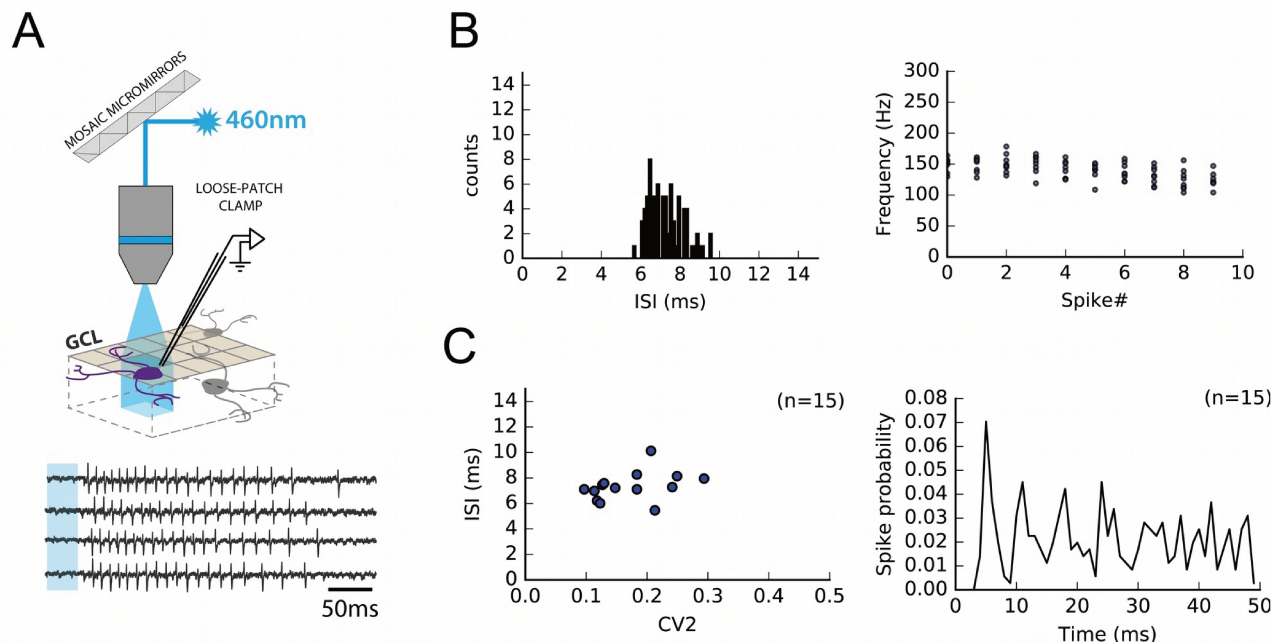 A
MOSAIC MICROMIRRORS
460nm
LOOSE-PATCH
CLAMP
GCL
50ms
B
14
12
10
8
6
4
2
0
counts
0 2 4 6 8 10 12 14
ISI (ms)
300
250
200
150
100
50
0
Frequency (Hz)
0 2 4 6 8 10
Spike#
C
(n=15)
14
12
10
8
6
4
2
0
ISI (ms)
0.0 0.1 0.2 0.3 0.4 0.5
CV2
(n=15)
0.08
0.07
0.06
0.05
0.04
0.03
0.02
0.01
0.00
Spike probability
0 10 20 30 40 50
Time (ms)